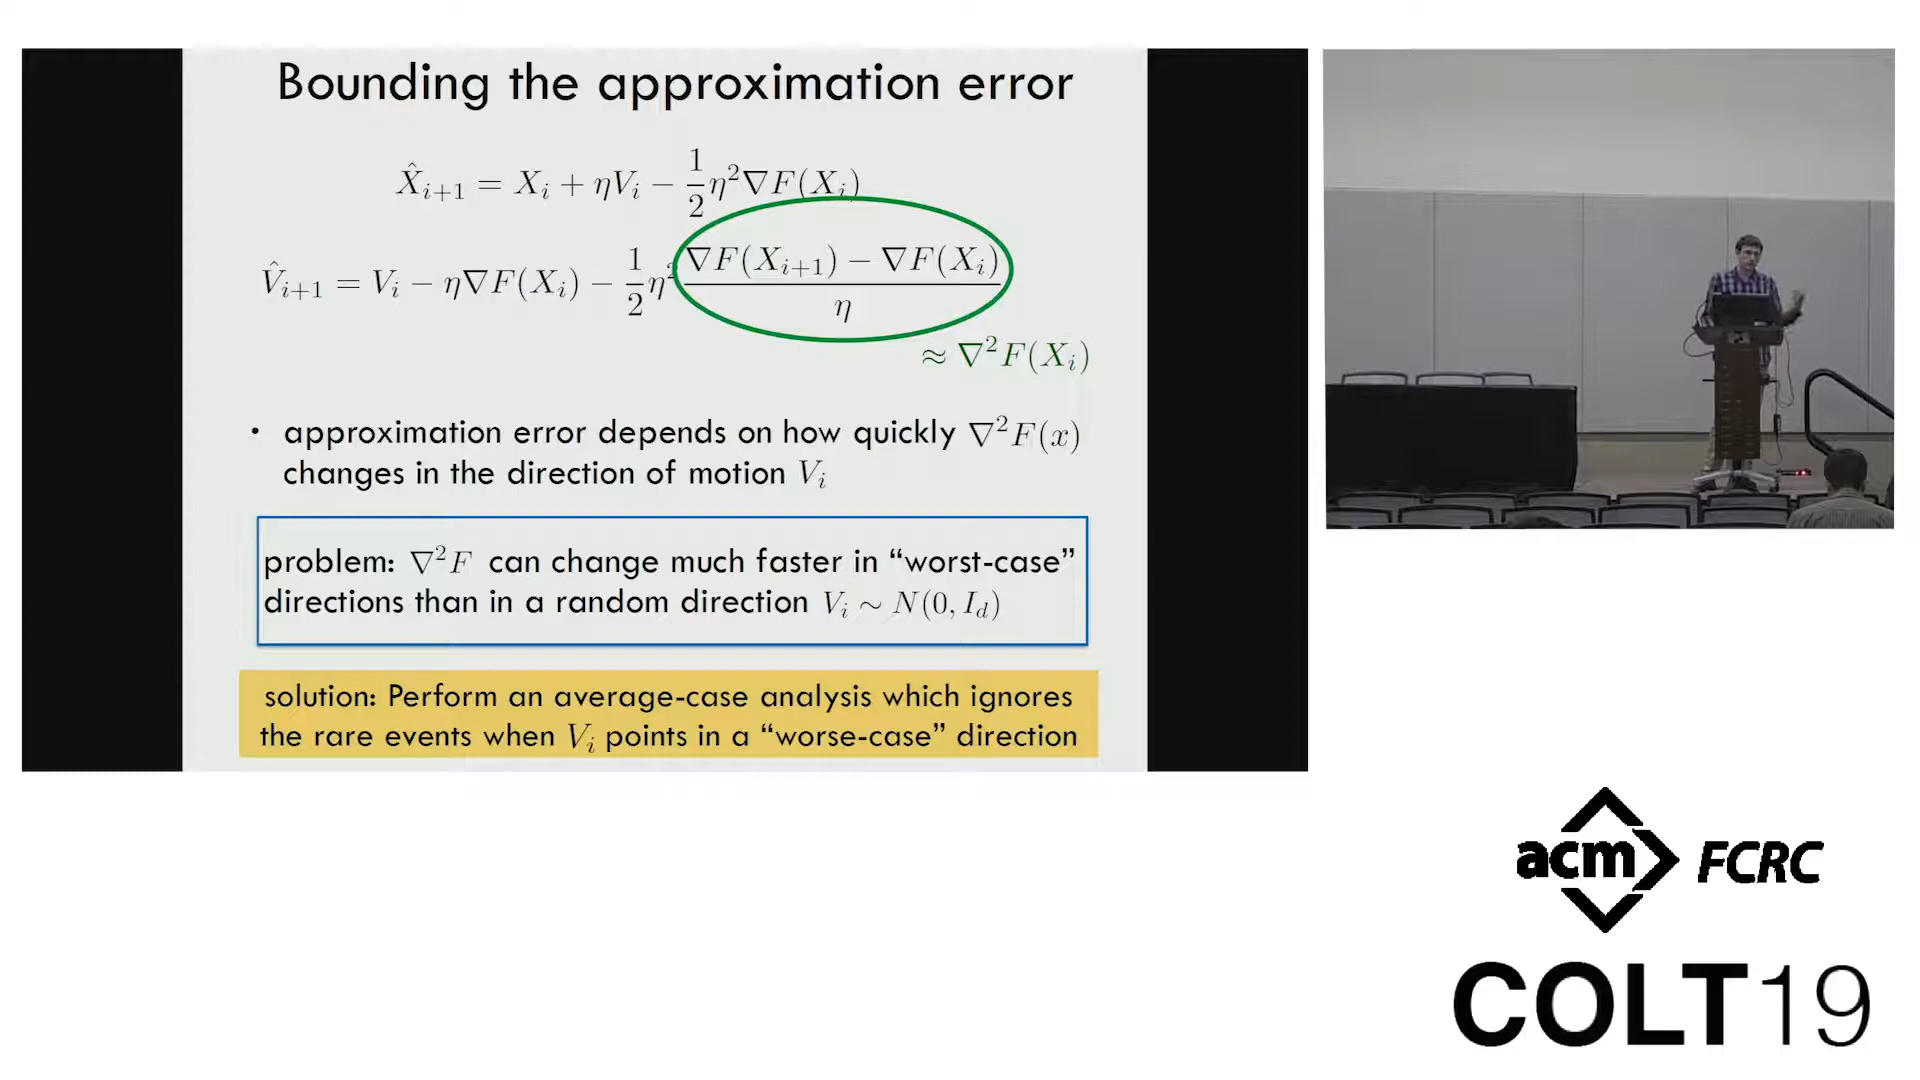 Bounding the approximation error
X̂_{i+1} = X_i + ηV_i − \frac{1}{2}η²∇F(X_i)
V̂_{i+1} = V_i − η∇F(X_i) − \frac{1}{2}η² \frac{∇F(X_{i+1}) − ∇F(X_i)}{η}
≈ ∇²F(X_i)
• approximation error depends on how quickly ∇²F(x)
changes in the direction of motion V_i
problem: ∇²F can change much faster in “worst-case”
directions than in a random direction V_i ∼ N(0, I_d)
solution: Perform an average-case analysis which ignores
the rare events when V_i points in a “worse-case” direction
acm FCRC
COLT19